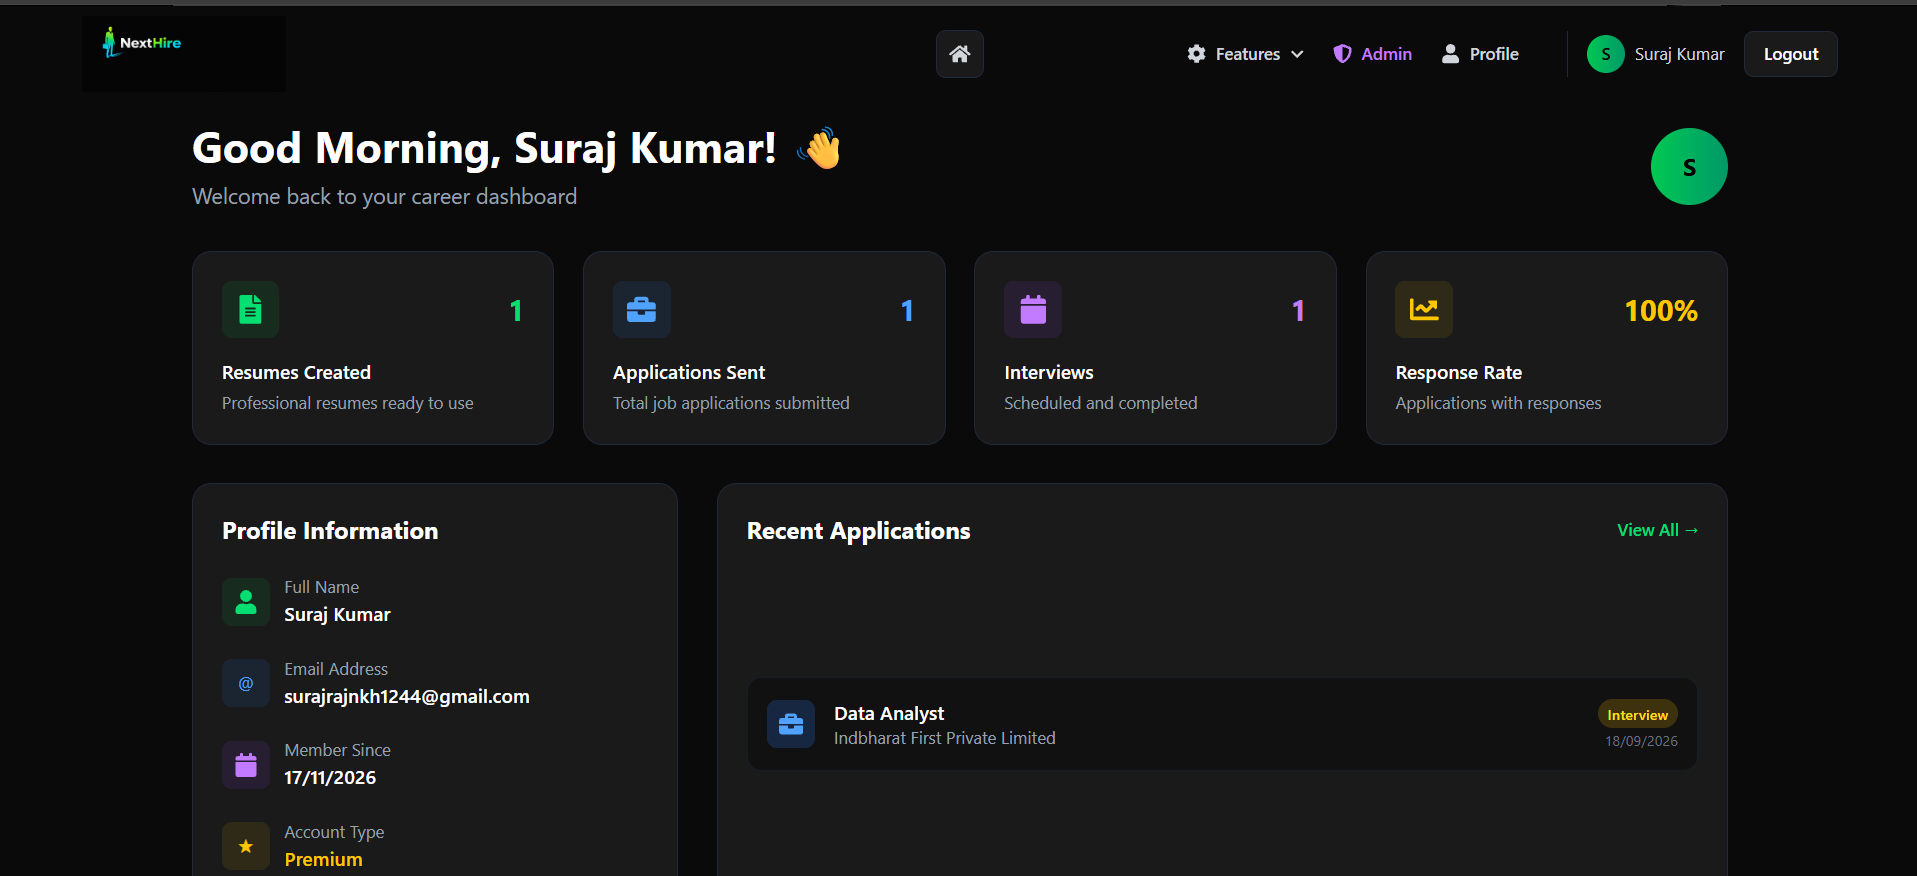 NextHire
Features
Admin
Profile
S
Suraj Kumar
Logout
Good Morning, Suraj Kumar! 👋
Welcome back to your career dashboard
S
1
Resumes Created
Professional resumes ready to use
1
Applications Sent
Total job applications submitted
1
Interviews
Scheduled and completed
100%
Response Rate
Applications with responses
Profile Information
Full Name
Suraj Kumar
@
Email Address
surajrajnkh1244@gmail.com
Member Since
17/11/2026
Account Type
Premium
Recent Applications
View All →
Data Analyst
Indbharat First Private Limited
Interview
18/09/2026